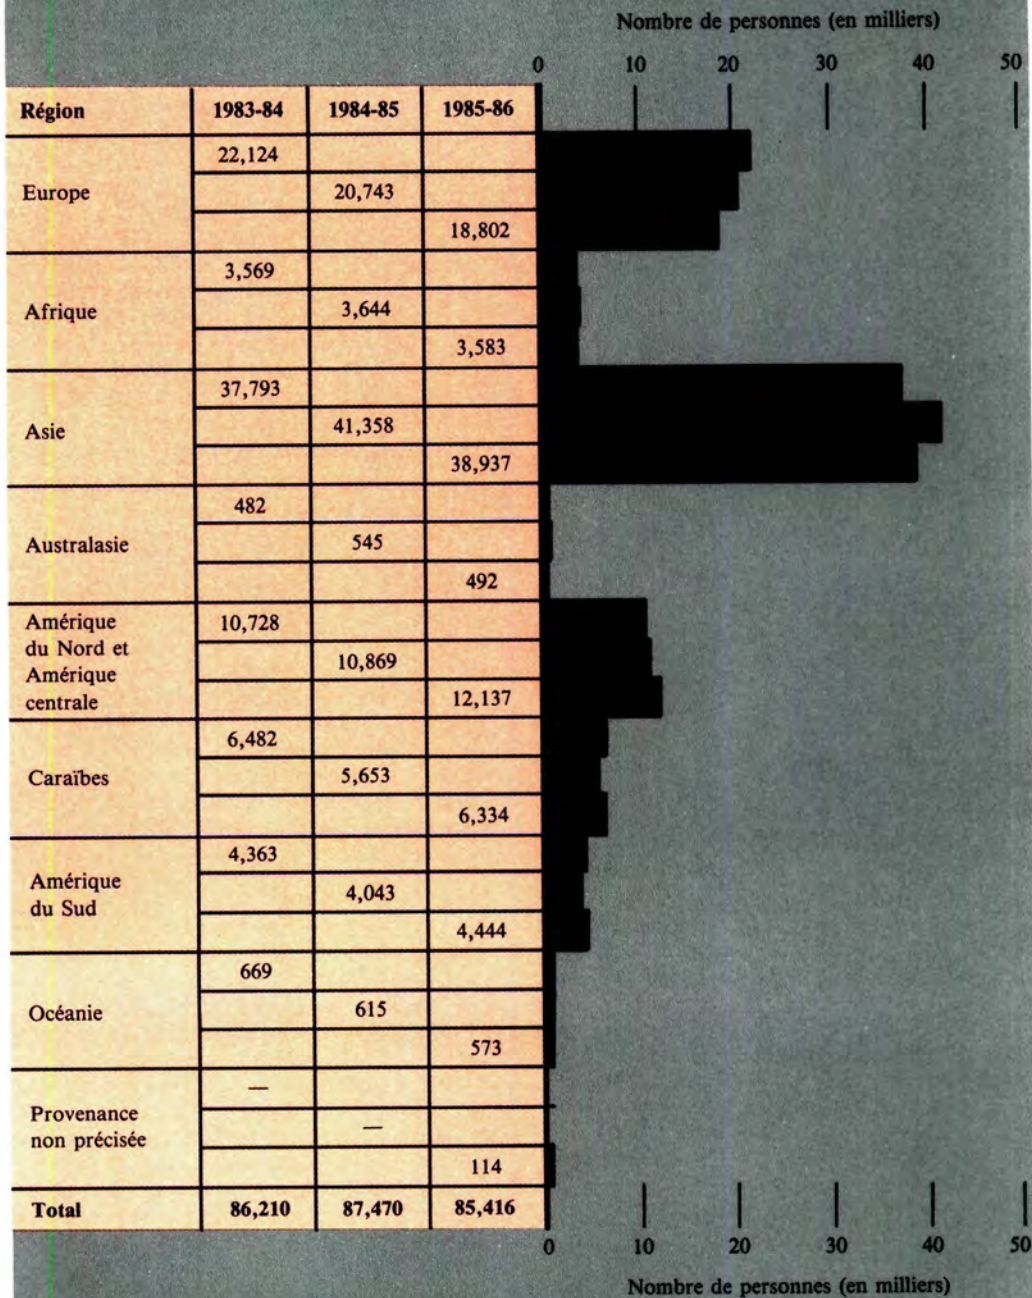 Nombre de personnes (en milliers)
0 10 20 30 40 50
Région 1983-84 1984-85 1985-86
22,124
Europe 20,743
18,802
3,569
Afrique 3,644
3,583
37,793
Asie 41,358
38,937
482
Australasie 545
492
Amérique 10,728
du Nord et
Amérique 10,869
centrale 12,137
6,482
Caraïbes 5,653
6,334
4,363
Amérique
du Sud 4,043
4,444
669
Océanie 615
573
—
Provenance —
non précisée
114
Total 86,210 87,470 85,416
0 10 20 30 40 50
Nombre de personnes (en milliers)